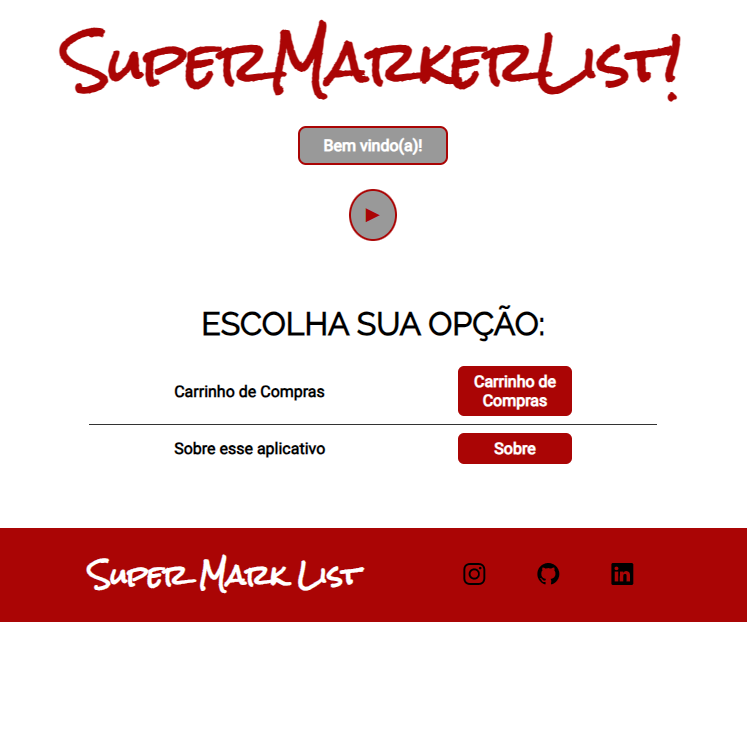 SuperMarkerList!
Bem vindo(a)!
ESCOLHA SUA OPÇÃO:
Carrinho de Compras
Carrinho de
Compras
Sobre esse aplicativo
Sobre
Super Mark List